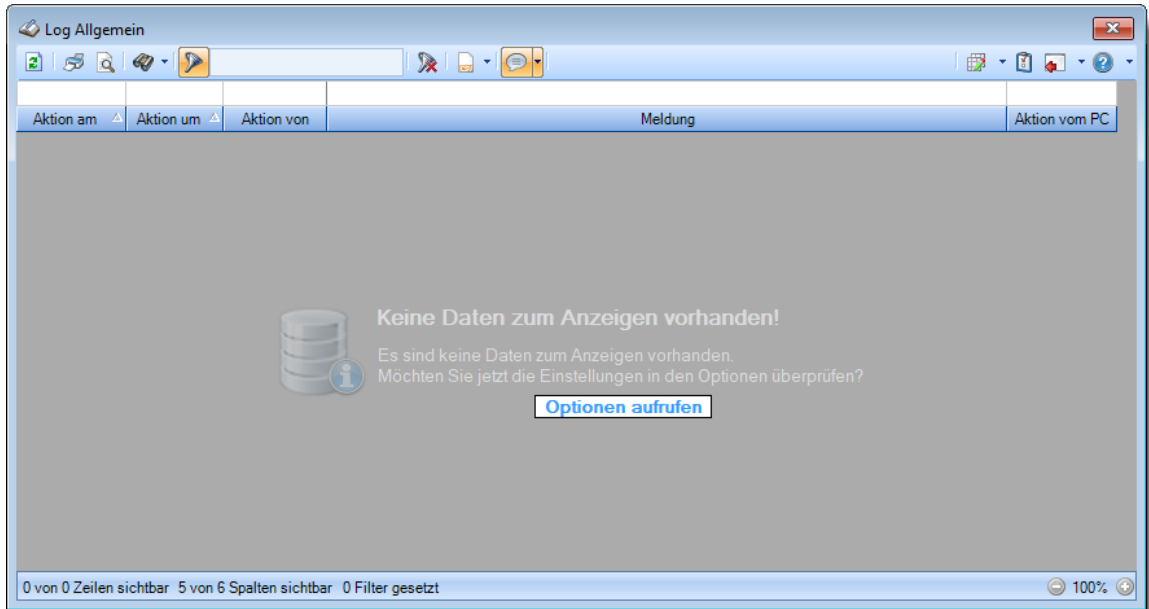 Log Allgemein
Aktion am Aktion um Aktion von Meldung Aktion vom PC
Keine Daten zum Anzeigen vorhanden!
Es sind keine Daten zum Anzeigen vorhanden.
Möchten Sie jetzt die Einstellungen in den Optionen überprüfen?
Optionen aufrufen
0 von 0 Zeilen sichtbar 5 von 6 Spalten sichtbar 0 Filter gesetzt 100%